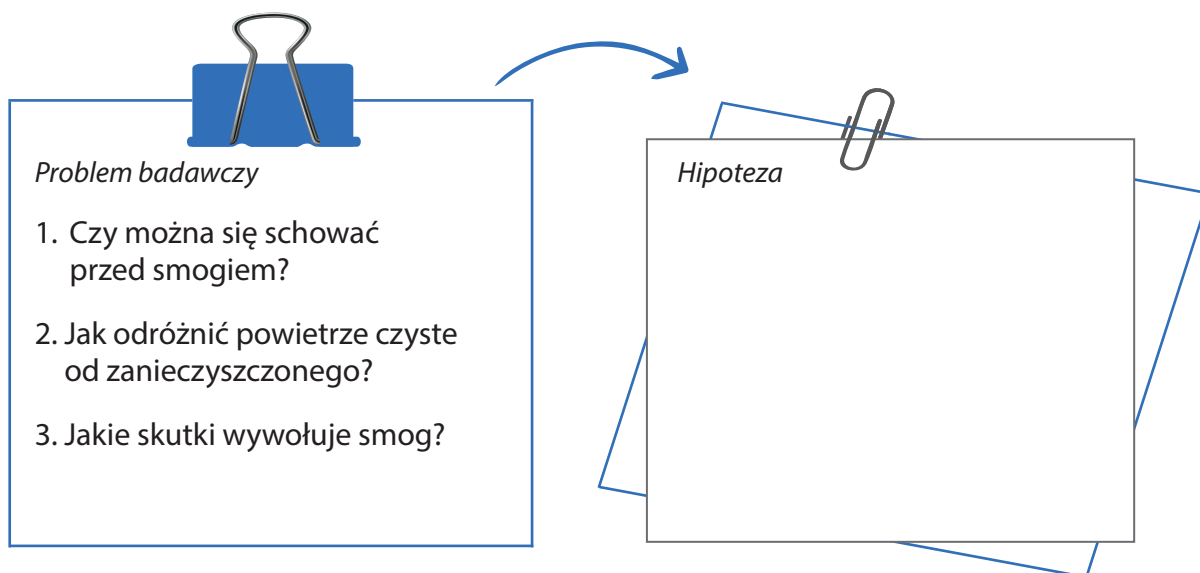 Problem badawczy
1. Czy można się schować
przed smogiem?
2. Jak odróżnić powietrze czyste
od zanieczyszczonego?
3. Jakie skutki wywołuje smog?
Hipoteza